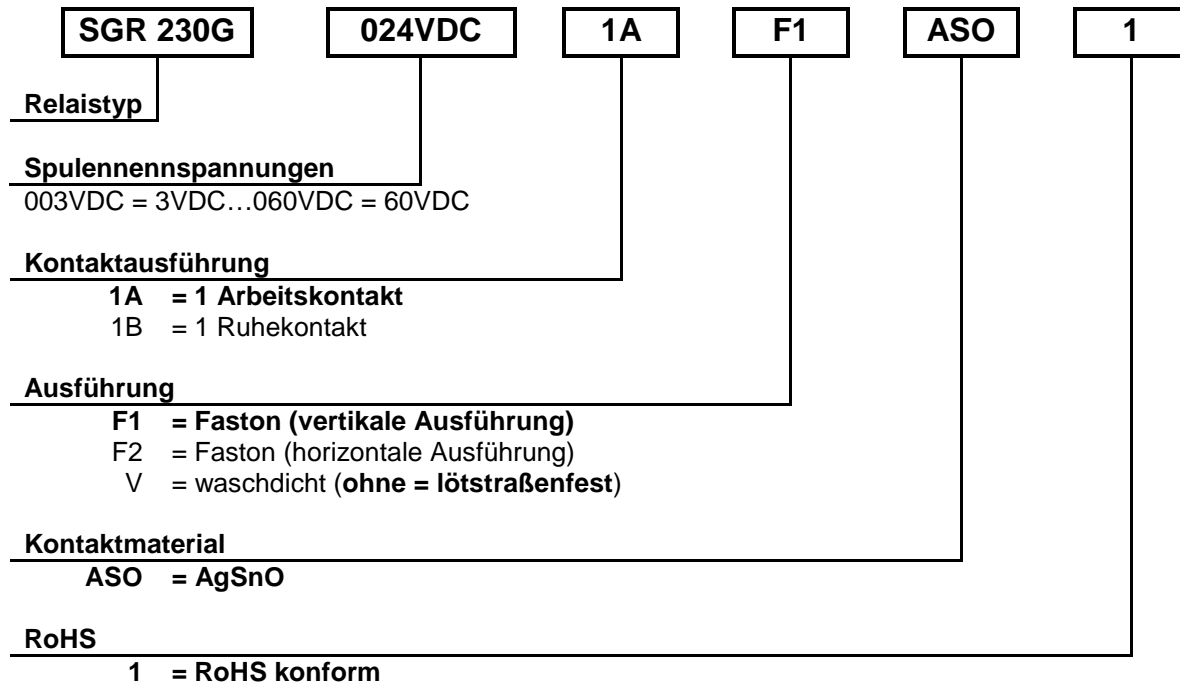 SGR 230G 024VDC 1A F1 ASO 1
Relaistyp
Spulennennspannungen
003VDC = 3VDC…060VDC = 60VDC
Kontaktausführung
1A = 1 Arbeitskontakt
1B = 1 Ruhekontakt
Ausführung
F1 = Faston (vertikale Ausführung)
F2 = Faston (horizontale Ausführung)
V = waschdicht (ohne = lötstraßenfest)
Kontaktmaterial
ASO = AgSnO
RoHS
1 = RoHS konform